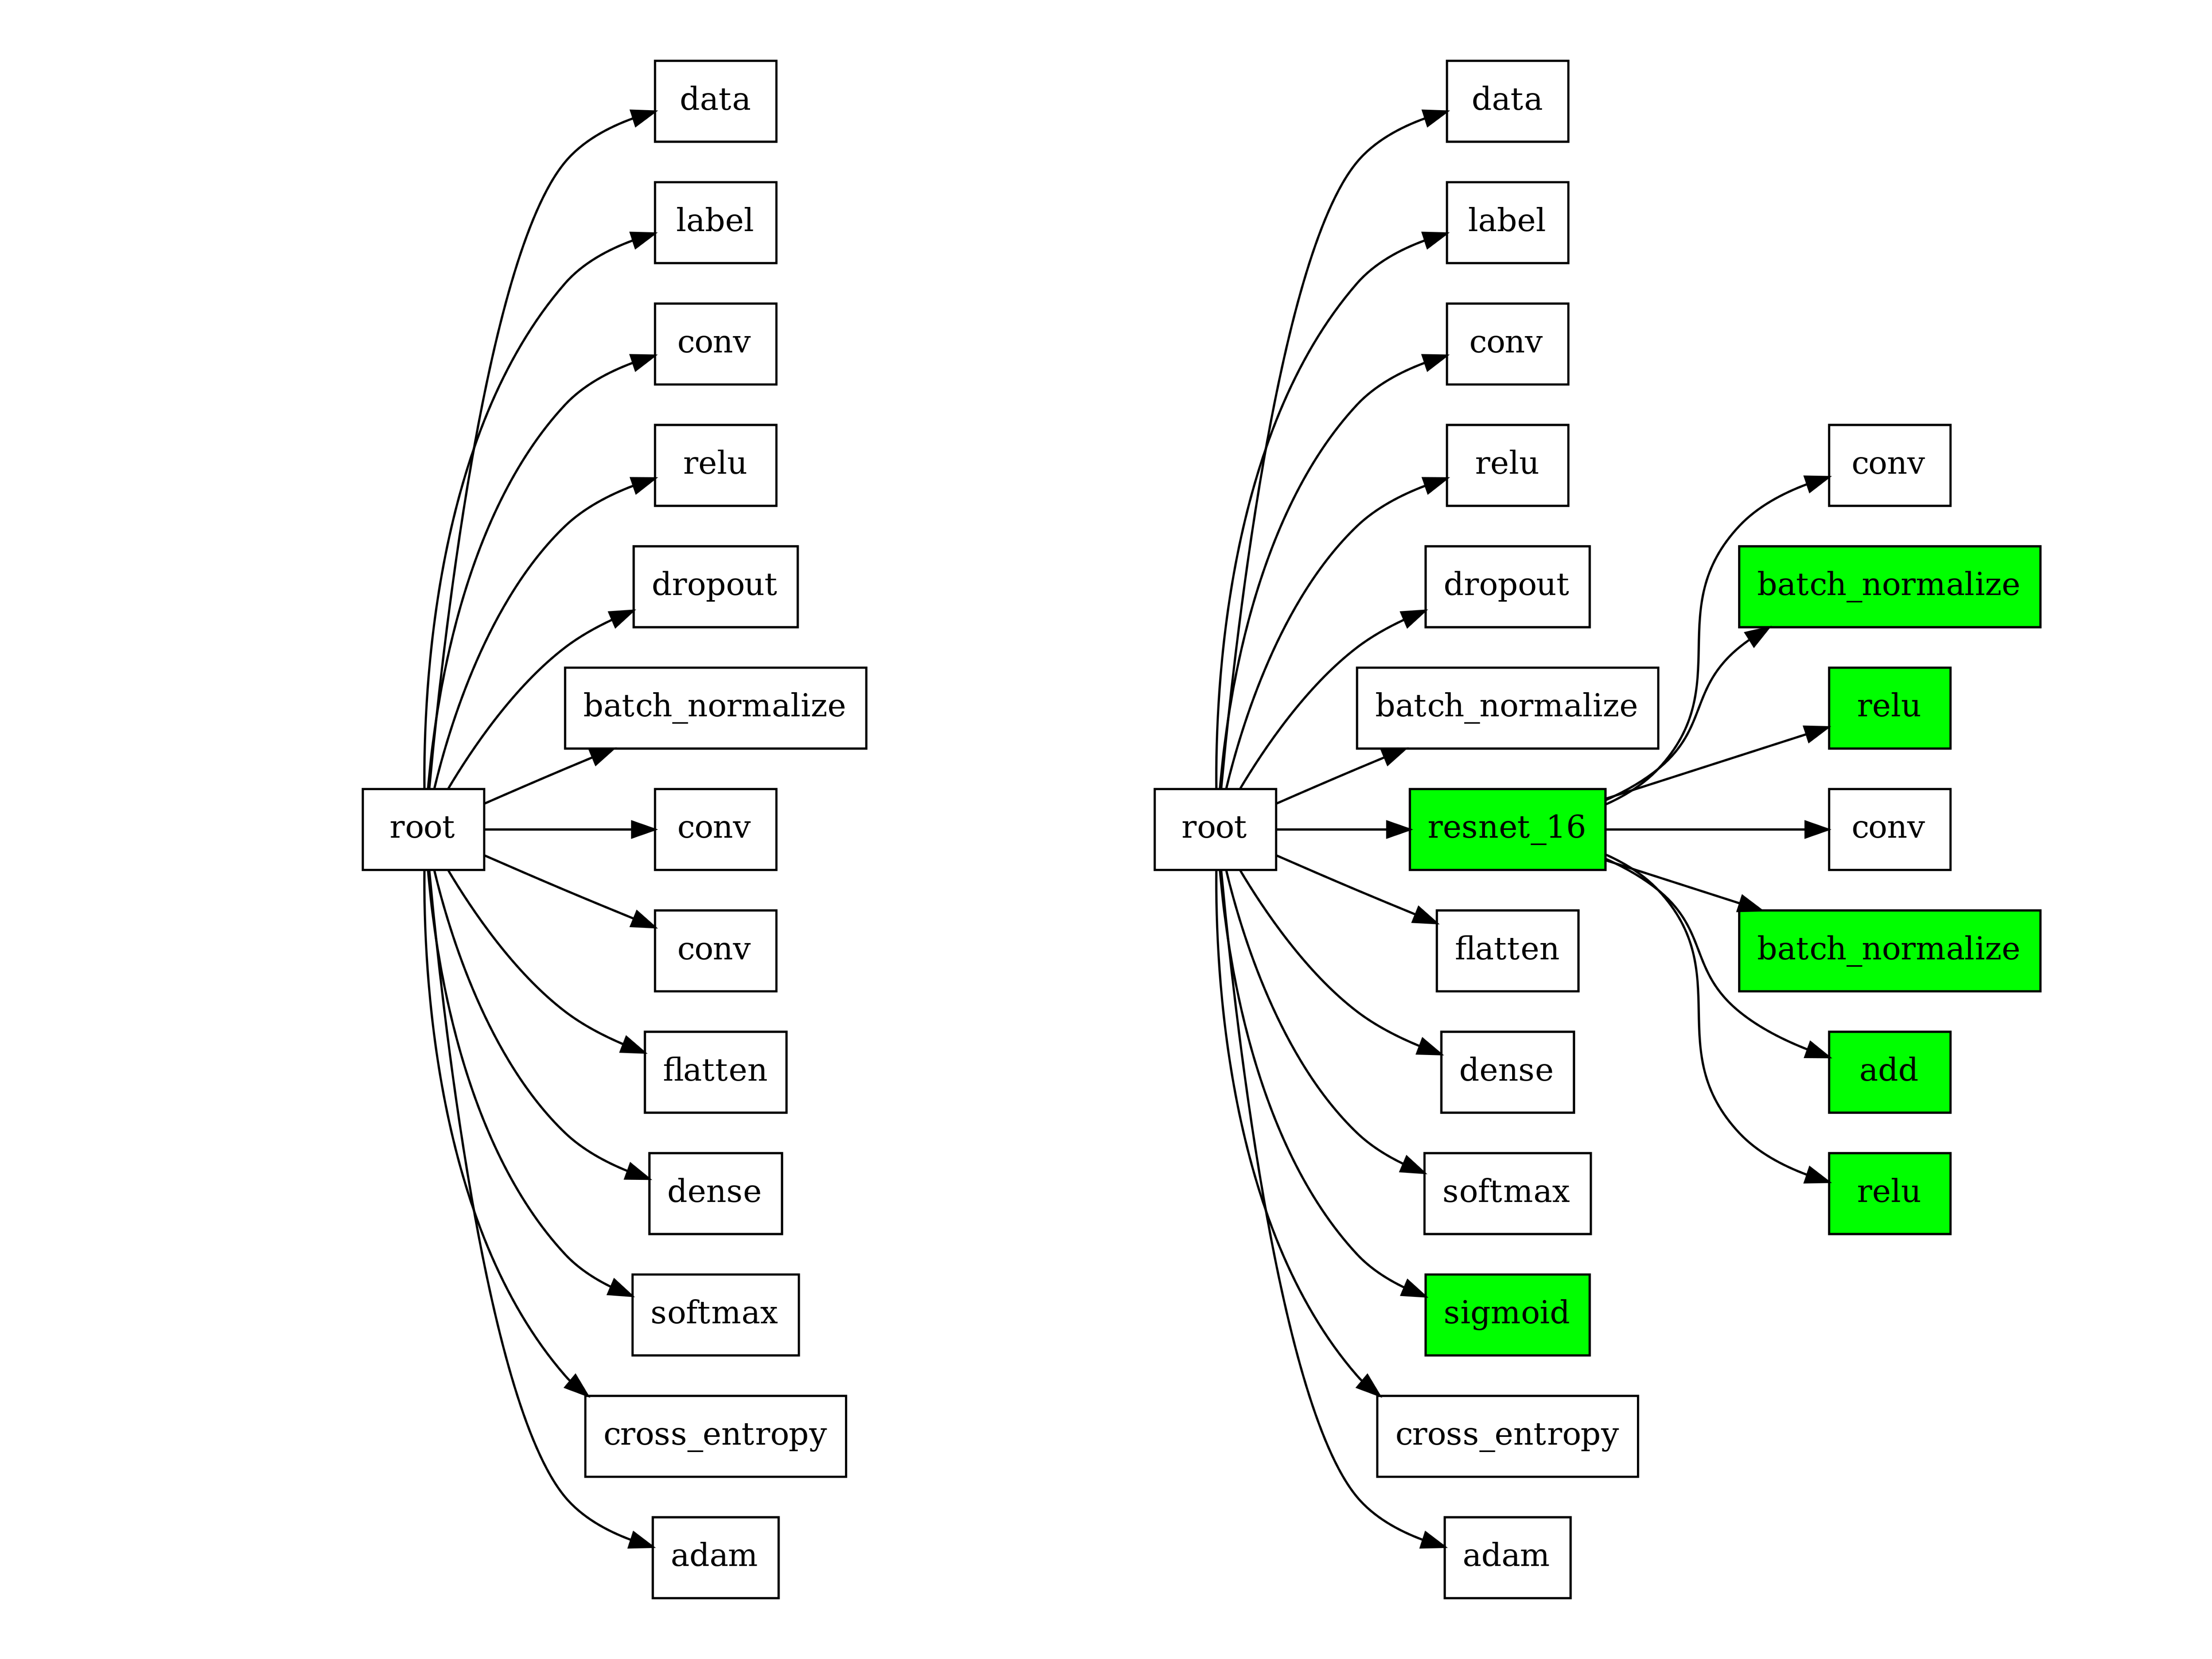 data
label
conv
relu
dropout
batch_normalize
root
conv
conv
flatten
dense
softmax
cross_entropy
adam
data
label
conv
relu
dropout
batch_normalize
root
resnet_16
flatten
dense
softmax
sigmoid
cross_entropy
adam
conv
batch_normalize
relu
conv
batch_normalize
add
relu